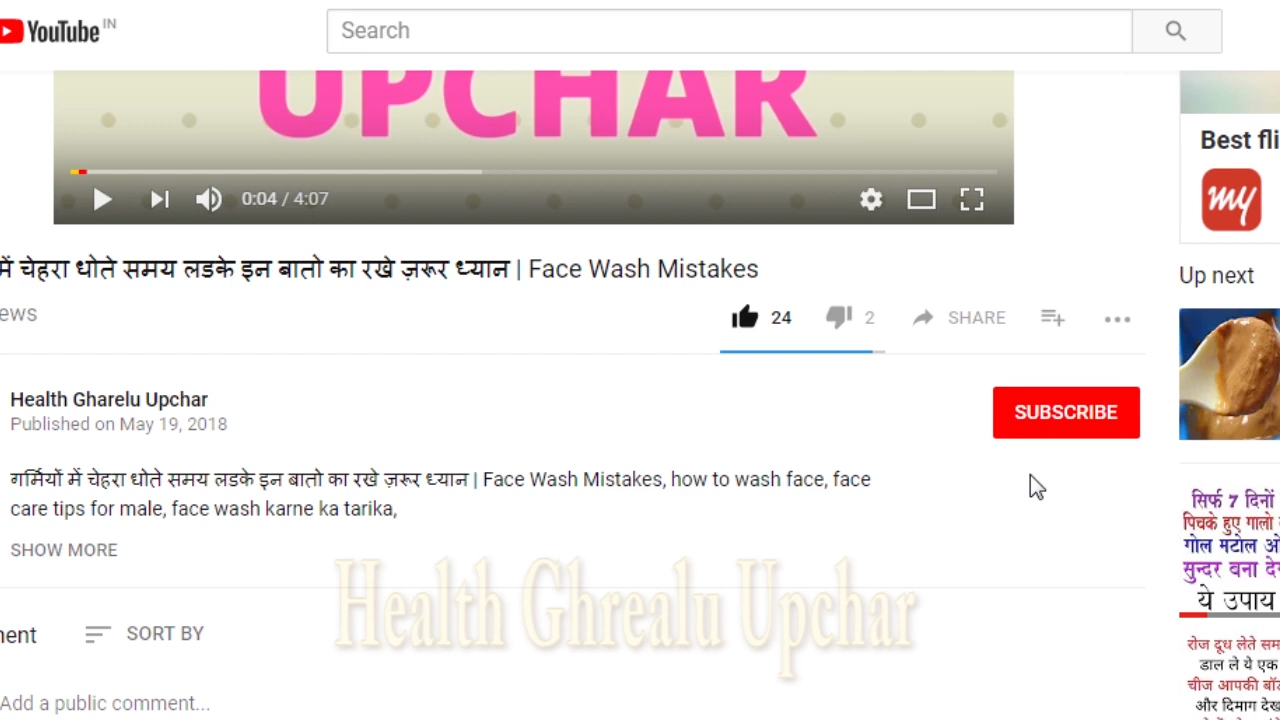 YouTube IN
Search
UPCHAR
0:04 / 4:07
में चेहरा धोते समय लडके इन बातो का रखे ज़रूर ध्यान | Face Wash Mistakes
ews
24
2
SHARE
Health Gharelu Upchar
Published on May 19, 2018
SUBSCRIBE
गर्मियों में चेहरा धोते समय लडके इन बातो का रखे ज़रूर ध्यान | Face Wash Mistakes, how to wash face, face
care tips for male, face wash karne ka tarika,
SHOW MORE
Health Ghrealu Upchar
ment
SORT BY
Add a public comment...
Best fli
my
Up next
सिर्फ 7 दिनों
पिचके हुए गालो
गोल मटोल ओ
सुन्दर बना दे
ये उपाय
रोज दूध लेते सम
डाल ले ये एक
चीज आपकी बॉड
और दिमाग देख